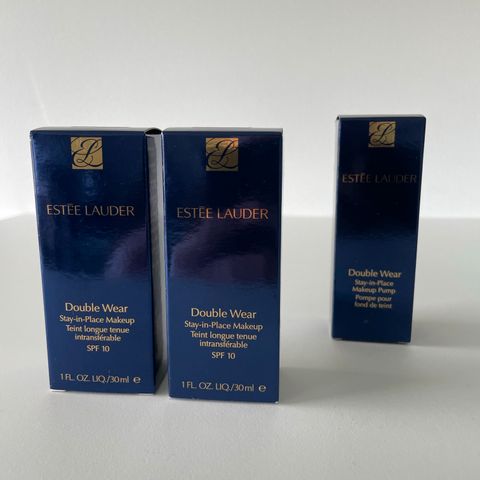 ESTĒE LAUDER
Double Wear
Stay-in-Place Makeup
Teint longue tenue
intransférable
SPF 10
1 FL. OZ. LIQ./30ml e
ESTĒE LAUDER
Double Wear
Stay-in-Place Makeup
Teint longue tenue
intransférable
SPF 10
1 FL. OZ. LIQ./30ml e
ESTĒE LAUDER
Double Wear
Stay-in-Place
Makeup Pump
Pompe pour
fond de teint